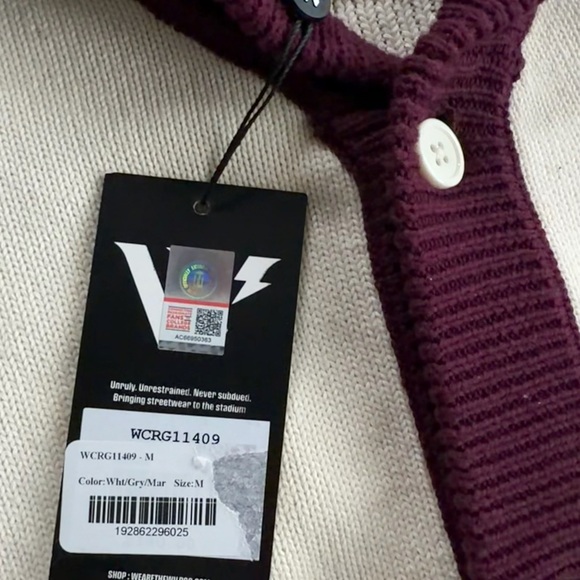 AC66950363
Unruly. Unrestrained. Never subdued.
Bringing streetwear to the stadium
WCRG11409
WCRG11409 - M
Color:Wht/Gry/Mar Size:M
192862296025